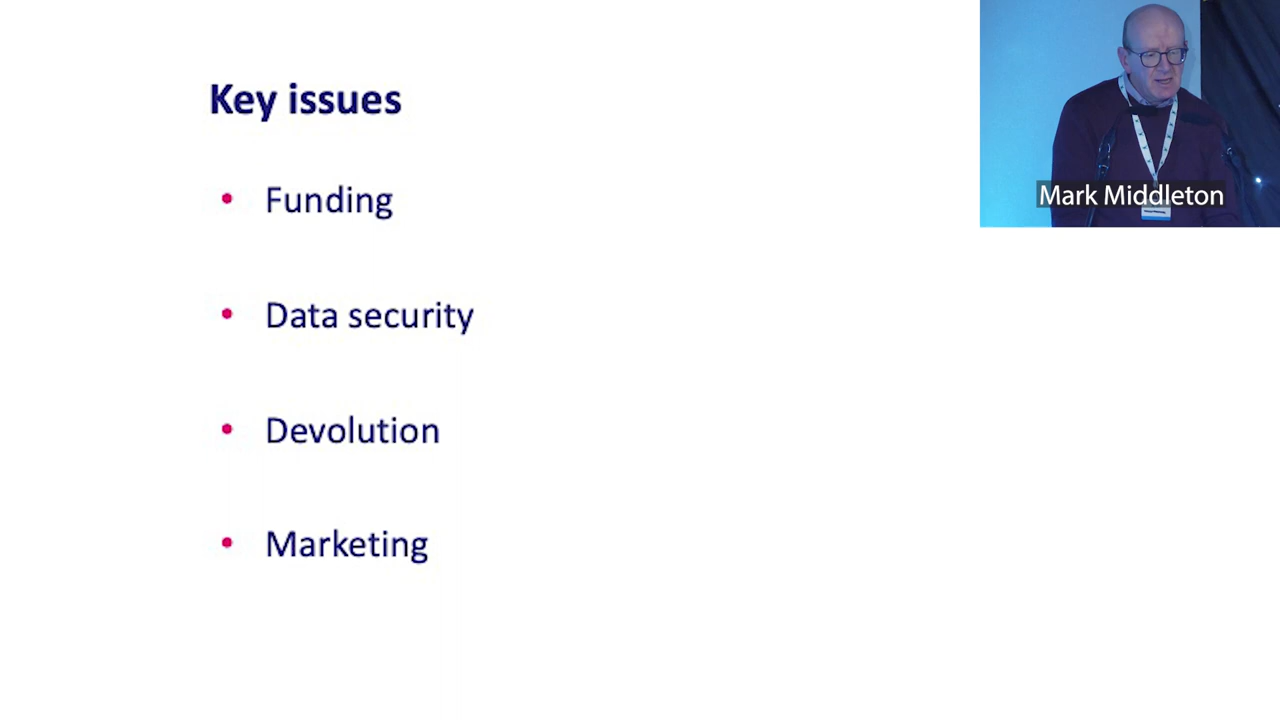 Key issues
• Funding
• Data security
• Devolution
• Marketing
Mark Middleton